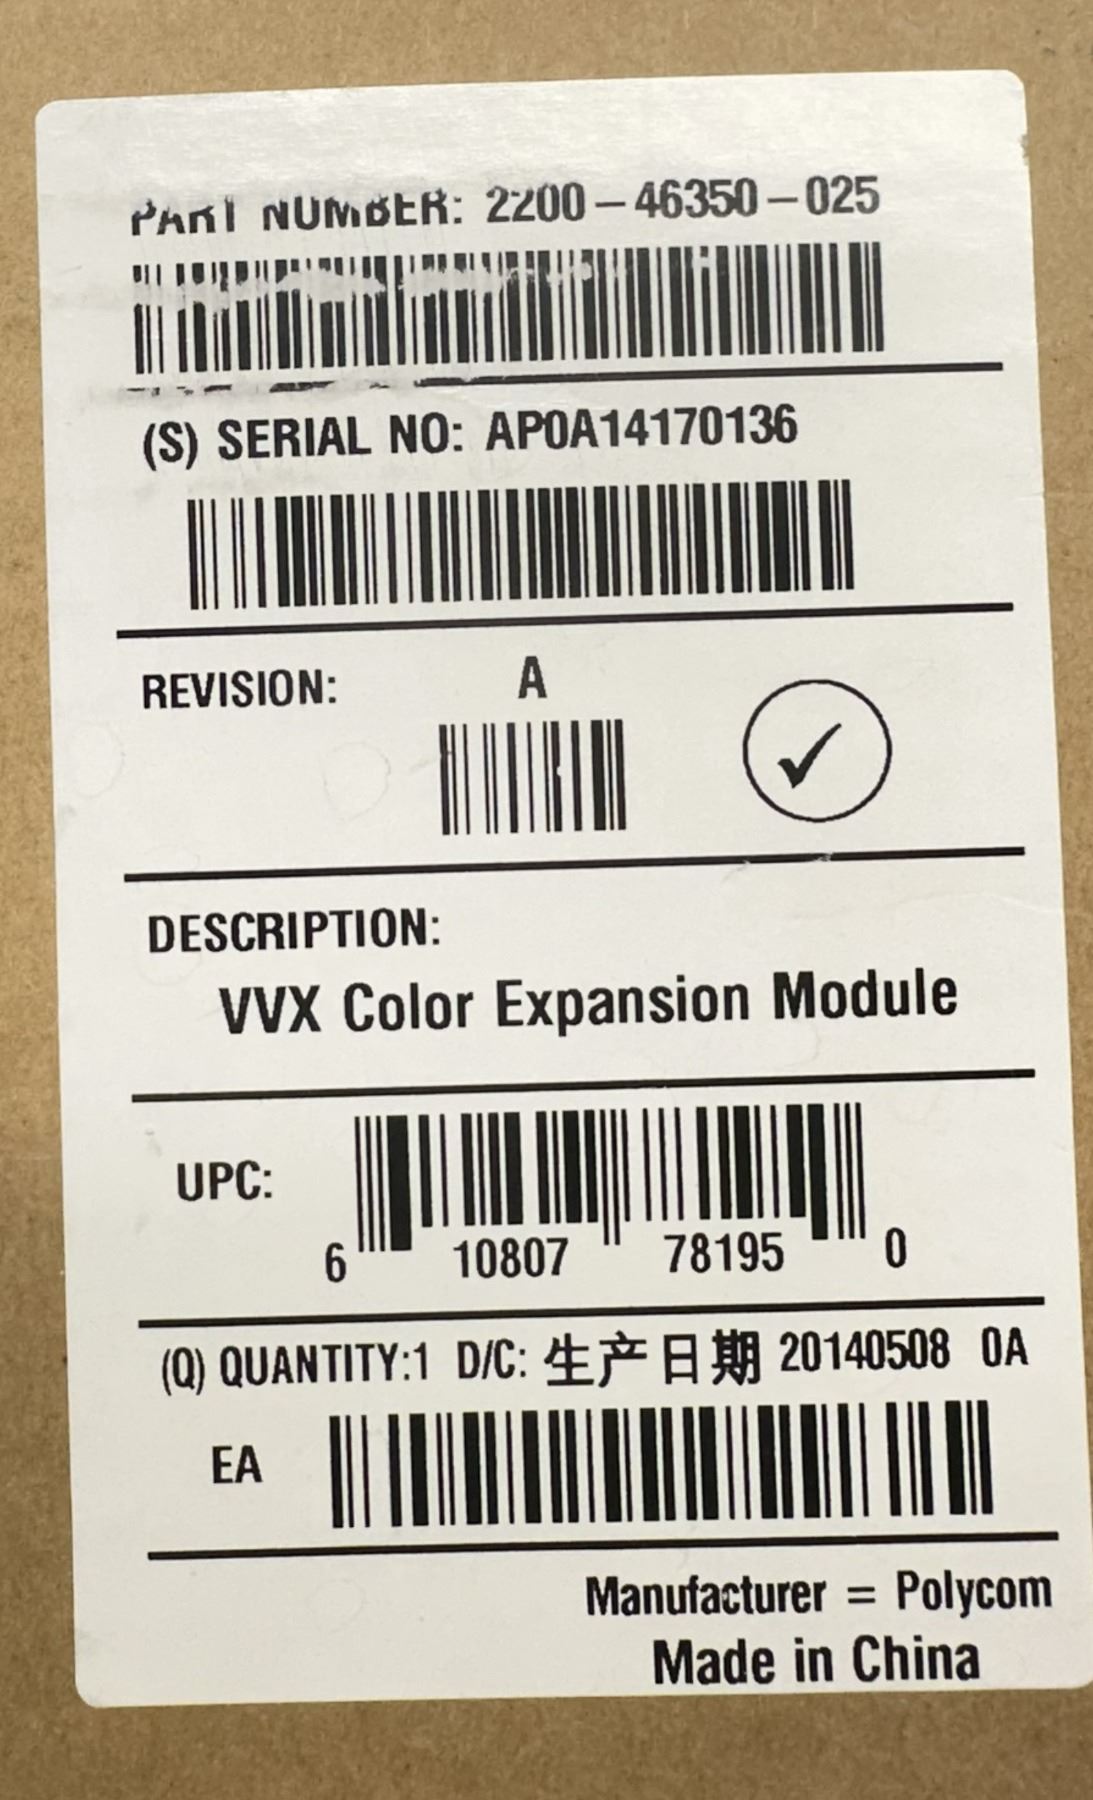 PART NUMBER: 2200-46350-025
(S) SERIAL NO: AP0A14170136
REVISION: A
DESCRIPTION:
VVX Color Expansion Module
UPC:
6 10807 78195 0
(Q) QUANTITY:1 D/C: 生产日期 20140508 0A
EA
Manufacturer = Polycom
Made in China